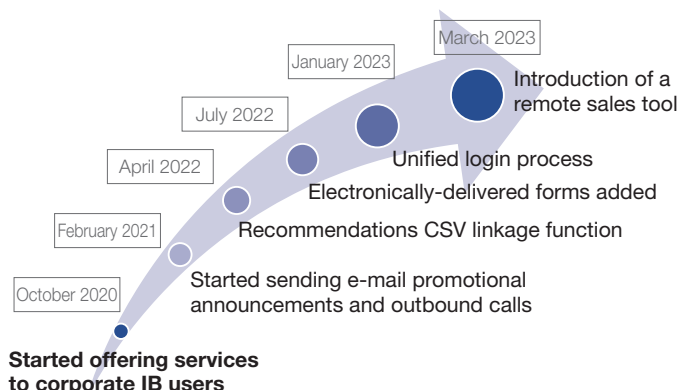 March 2023
Introduction of a
remote sales tool
January 2023
Unified login process
July 2022
Electronically-delivered forms added
April 2022
Recommendations CSV linkage function
February 2021
Started sending e-mail promotional
announcements and outbound calls
October 2020
Started offering services
to corporate IB users